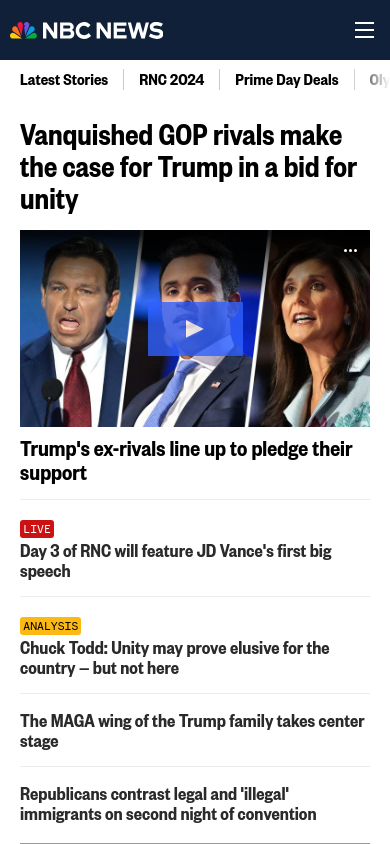 NBC NEWS
Latest Stories
RNC 2024
Prime Day Deals
Vanquished GOP rivals make
the case for Trump in a bid for
unity
Trump's ex-rivals line up to pledge their
support
LIVE
Day 3 of RNC will feature JD Vance's first big
speech
ANALYSIS
Chuck Todd: Unity may prove elusive for the
country — but not here
The MAGA wing of the Trump family takes center
stage
Republicans contrast legal and 'illegal'
immigrants on second night of convention